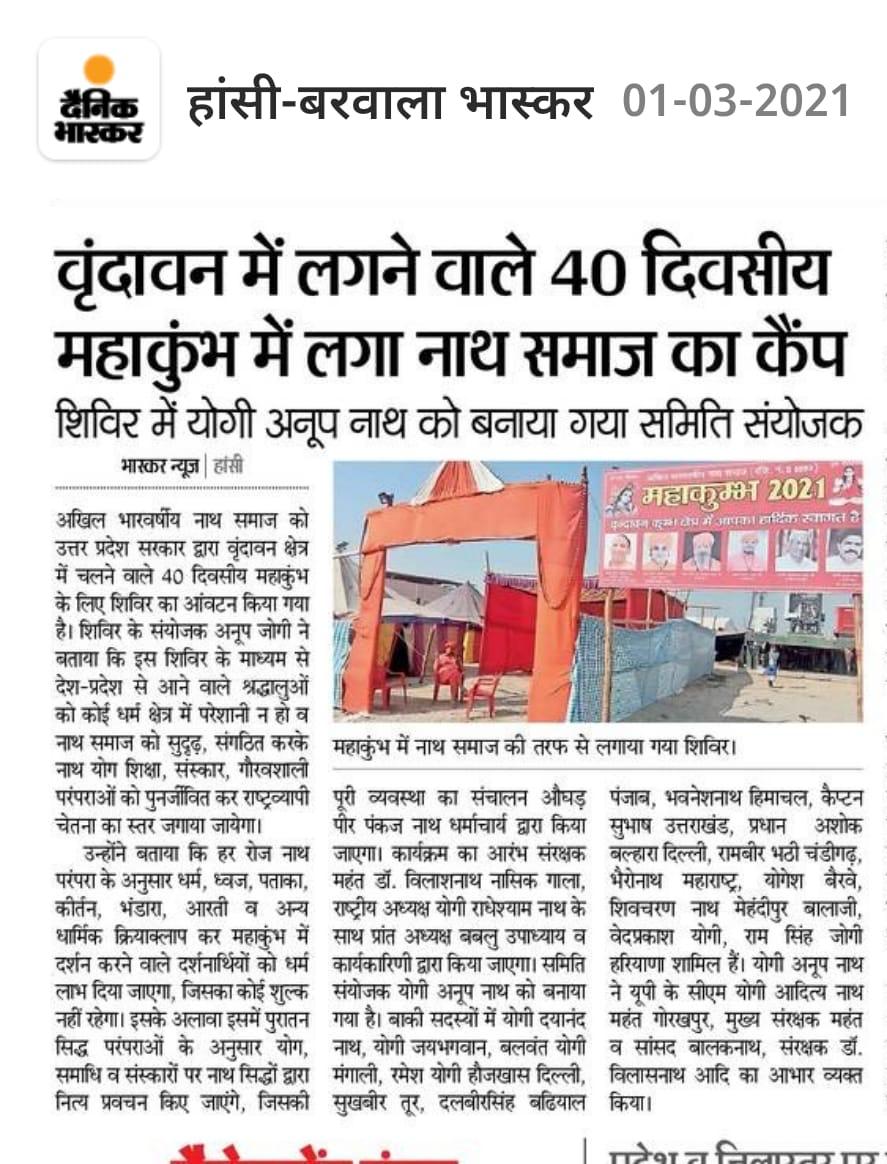 दैनिक
भास्कर
हांसी-बरवाला भास्कर 01-03-2021
वृंदावन में लगने वाले 40 दिवसीय
महाकुंभ में लगा नाथ समाज का कैंप
शिविर में योगी अनूप नाथ को बनाया गया समिति संयोजक
भास्कर न्यूज | हांसी
अखिल भारवर्षीय नाथ समाज को
उत्तर प्रदेश सरकार द्वारा वृंदावन क्षेत्र
में चलने वाले 40 दिवसीय महाकुंभ
के लिए शिविर का आंवटन किया गया
है। शिविर के संयोजक अनूप जोगी ने
बताया कि इस शिविर के माध्यम से
देश-प्रदेश से आने वाले श्रद्धालुओं
को कोई धर्म क्षेत्र में परेशानी न हो व
नाथ समाज को सुदृढ़, संगठित करके
नाथ योग शिक्षा, संस्कार, गौरवशाली
परंपराओं को पुनर्जीवित कर राष्ट्रव्यापी
चेतना का स्तर जगाया जायेगा।
उन्होंने बताया कि हर रोज नाथ
परंपरा के अनुसार धर्म, ध्वज, पताका,
कीर्तन, भंडारा, आरती व अन्य
धार्मिक क्रियाक्लाप कर महाकुंभ में
दर्शन करने वाले दर्शनार्थियों को धर्म
लाभ दिया जाएगा, जिसका कोई शुल्क
नहीं रहेगा। इसके अलावा इसमें पुरातन
सिद्ध परंपराओं के अनुसार योग,
समाधि व संस्कारों पर नाथ सिद्धों द्वारा
नित्य प्रवचन किए जाएंगे, जिसकी
महाकुम्भ 2021
वृन्दावन कुम्भ क्षेत्र में आपका हार्दिक स्वागत है
महाकुंभ में नाथ समाज की तरफ से लगाया गया शिविर।
पूरी व्यवस्था का संचालन औघड़
पीर पंकज नाथ धर्माचार्य द्वारा किया
जाएगा। कार्यक्रम का आरंभ संरक्षक
महंत डॉ. विलाशनाथ नासिक गाला,
राष्ट्रीय अध्यक्ष योगी राधेश्याम नाथ के
साथ प्रांत अध्यक्ष बबलु उपाध्याय व
कार्यकारिणी द्वारा किया जाएगा। समिति
संयोजक योगी अनूप नाथ को बनाया
गया है। बाकी सदस्यों में योगी दयानंद
नाथ, योगी जयभगवान, बलवंत योगी
मंगाली, रमेश योगी हौजखास दिल्ली,
सुखबीर तूर, दलबीरसिंह बढियाल
पंजाब, भवनेशनाथ हिमाचल, कैप्टन
सुभाष उत्तराखंड, प्रधान अशोक
बल्हारा दिल्ली, रामबीर भठी चंडीगढ़,
भैरोनाथ महाराष्ट्र, योगेश बैरवे,
शिवचरण नाथ मेहंदीपुर बालाजी,
वेदप्रकाश योगी, राम सिंह जोगी
हरियाणा शामिल हैं। योगी अनूप नाथ
ने यूपी के सीएम योगी आदित्य नाथ
महंत गोरखपुर, मुख्य संरक्षक महंत
व सांसद बालकनाथ, संरक्षक डॉ.
विलासनाथ आदि का आभार व्यक्त
किया।